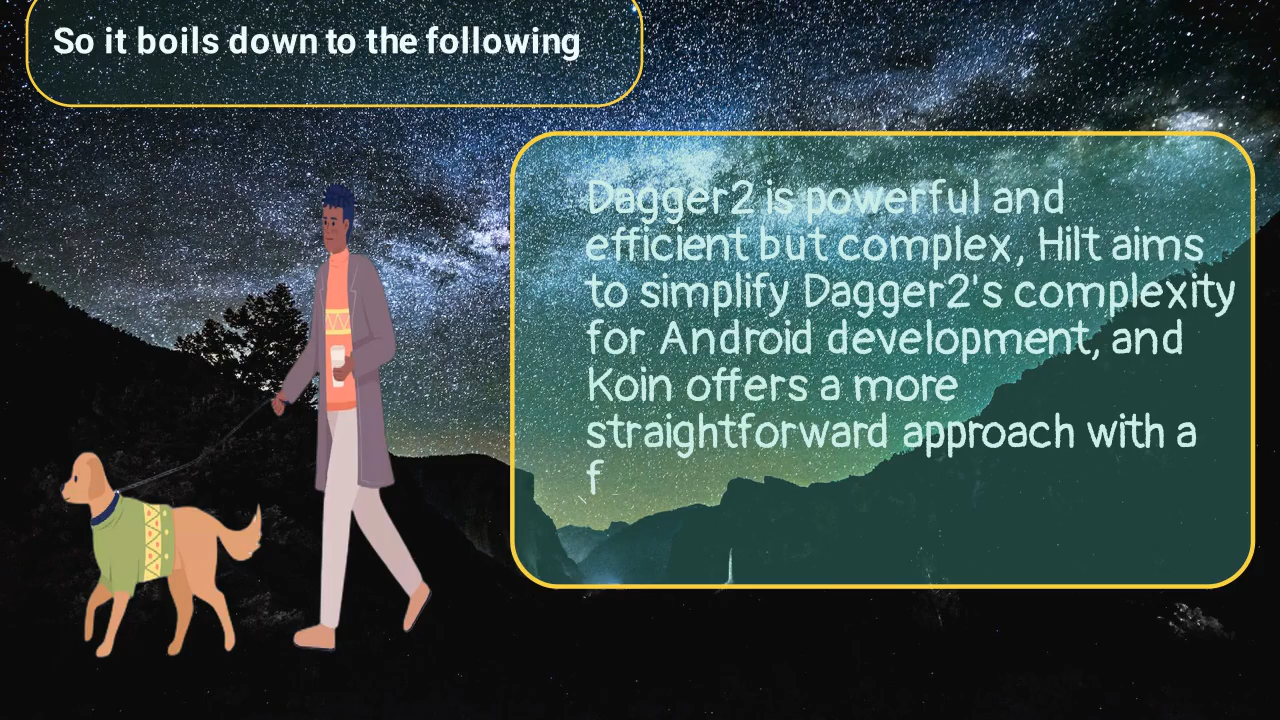 So it boils down to the following
Dagger2 is powerful and
efficient but complex, Hilt aims
to simplify Dagger2's complexity
for Android development, and
Koin offers a more
straightforward approach with a
f